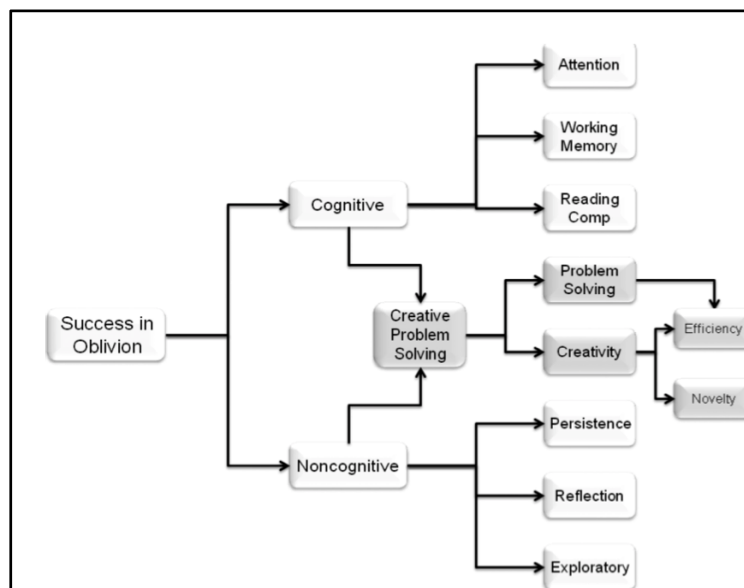 Attention
Working
Memory
Cognitive
Reading
Comp
Problem
Solving
Creative
Problem
Solving
Efficiency
Success in
Oblivion
Creativity
Novelty
Persistence
Noncognitive
Reflection
Exploratory